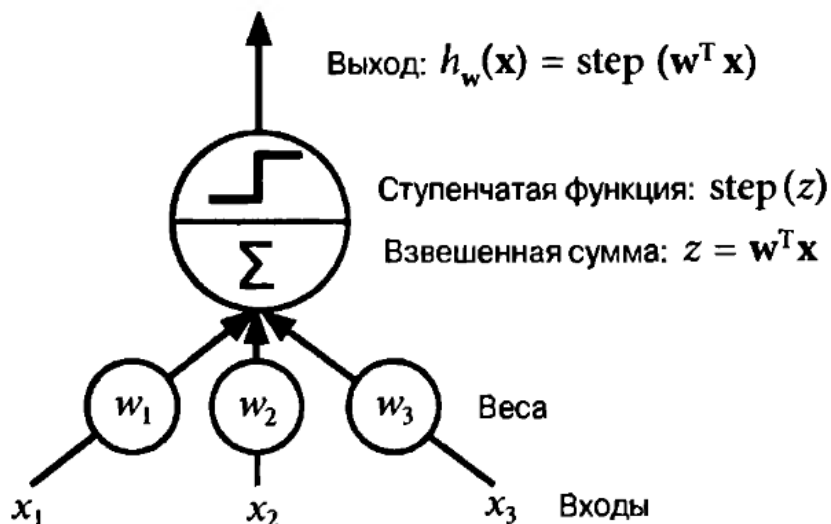 Выход: h_w(x) = step (w^T x)
Ступенчатая функция: step (z)
Σ
Взвешенная сумма: z = w^T x
w₁ w₂ w₃ Веса
x₁ x₂ x₃ Входы